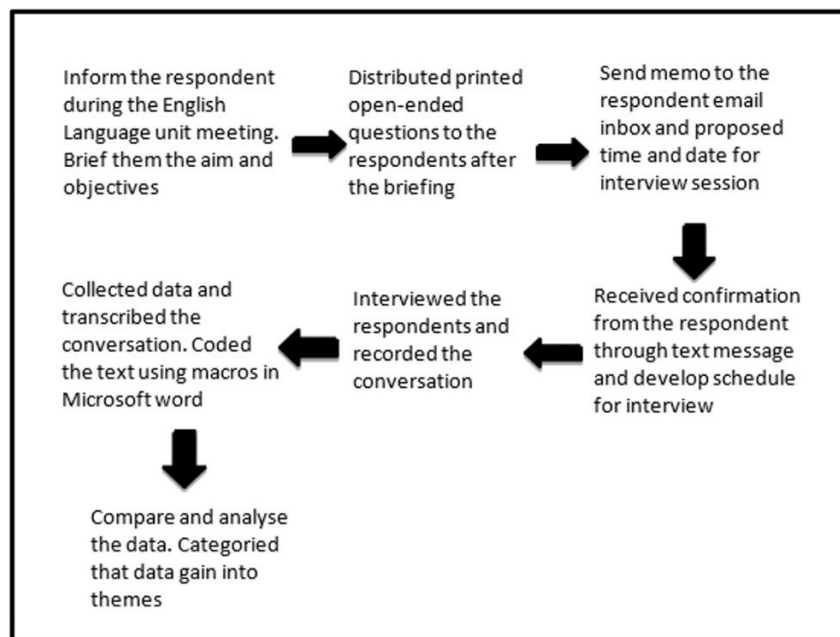 Inform the respondent
during the English
Language unit meeting.
Brief them the aim and
objectives
Distributed printed
open-ended
questions to the
respondents after
the briefing
Send memo to the
respondent email
inbox and proposed
time and date for
interview session
Received confirmation
from the respondent
through text message
and develop schedule
for interview
Interviewed the
respondents and
recorded the
conversation
Collected data and
transcribed the
conversation. Coded
the text using macros in
Microsoft word
Compare and analyse
the data. Categoried
that data gain into
themes